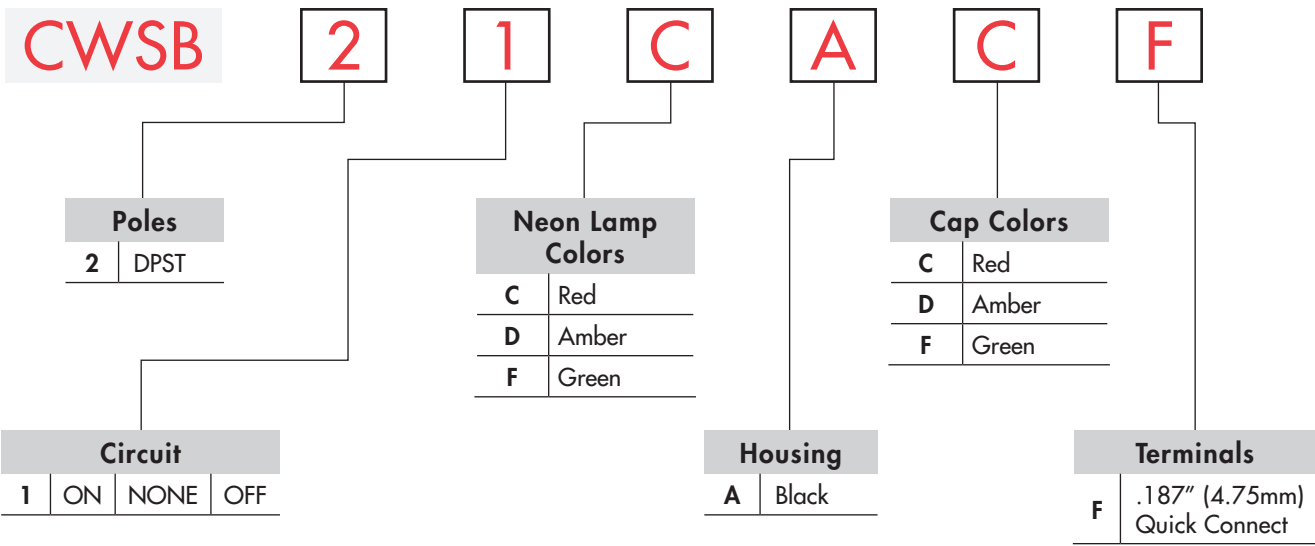 CWSB 2 1 C A C F
Poles
2 DPST
Neon Lamp
Colors
C Red
D Amber
F Green
Cap Colors
C Red
D Amber
F Green
Circuit
1 ON NONE OFF
Housing
A Black
Terminals
F .187” (4.75mm)
Quick Connect